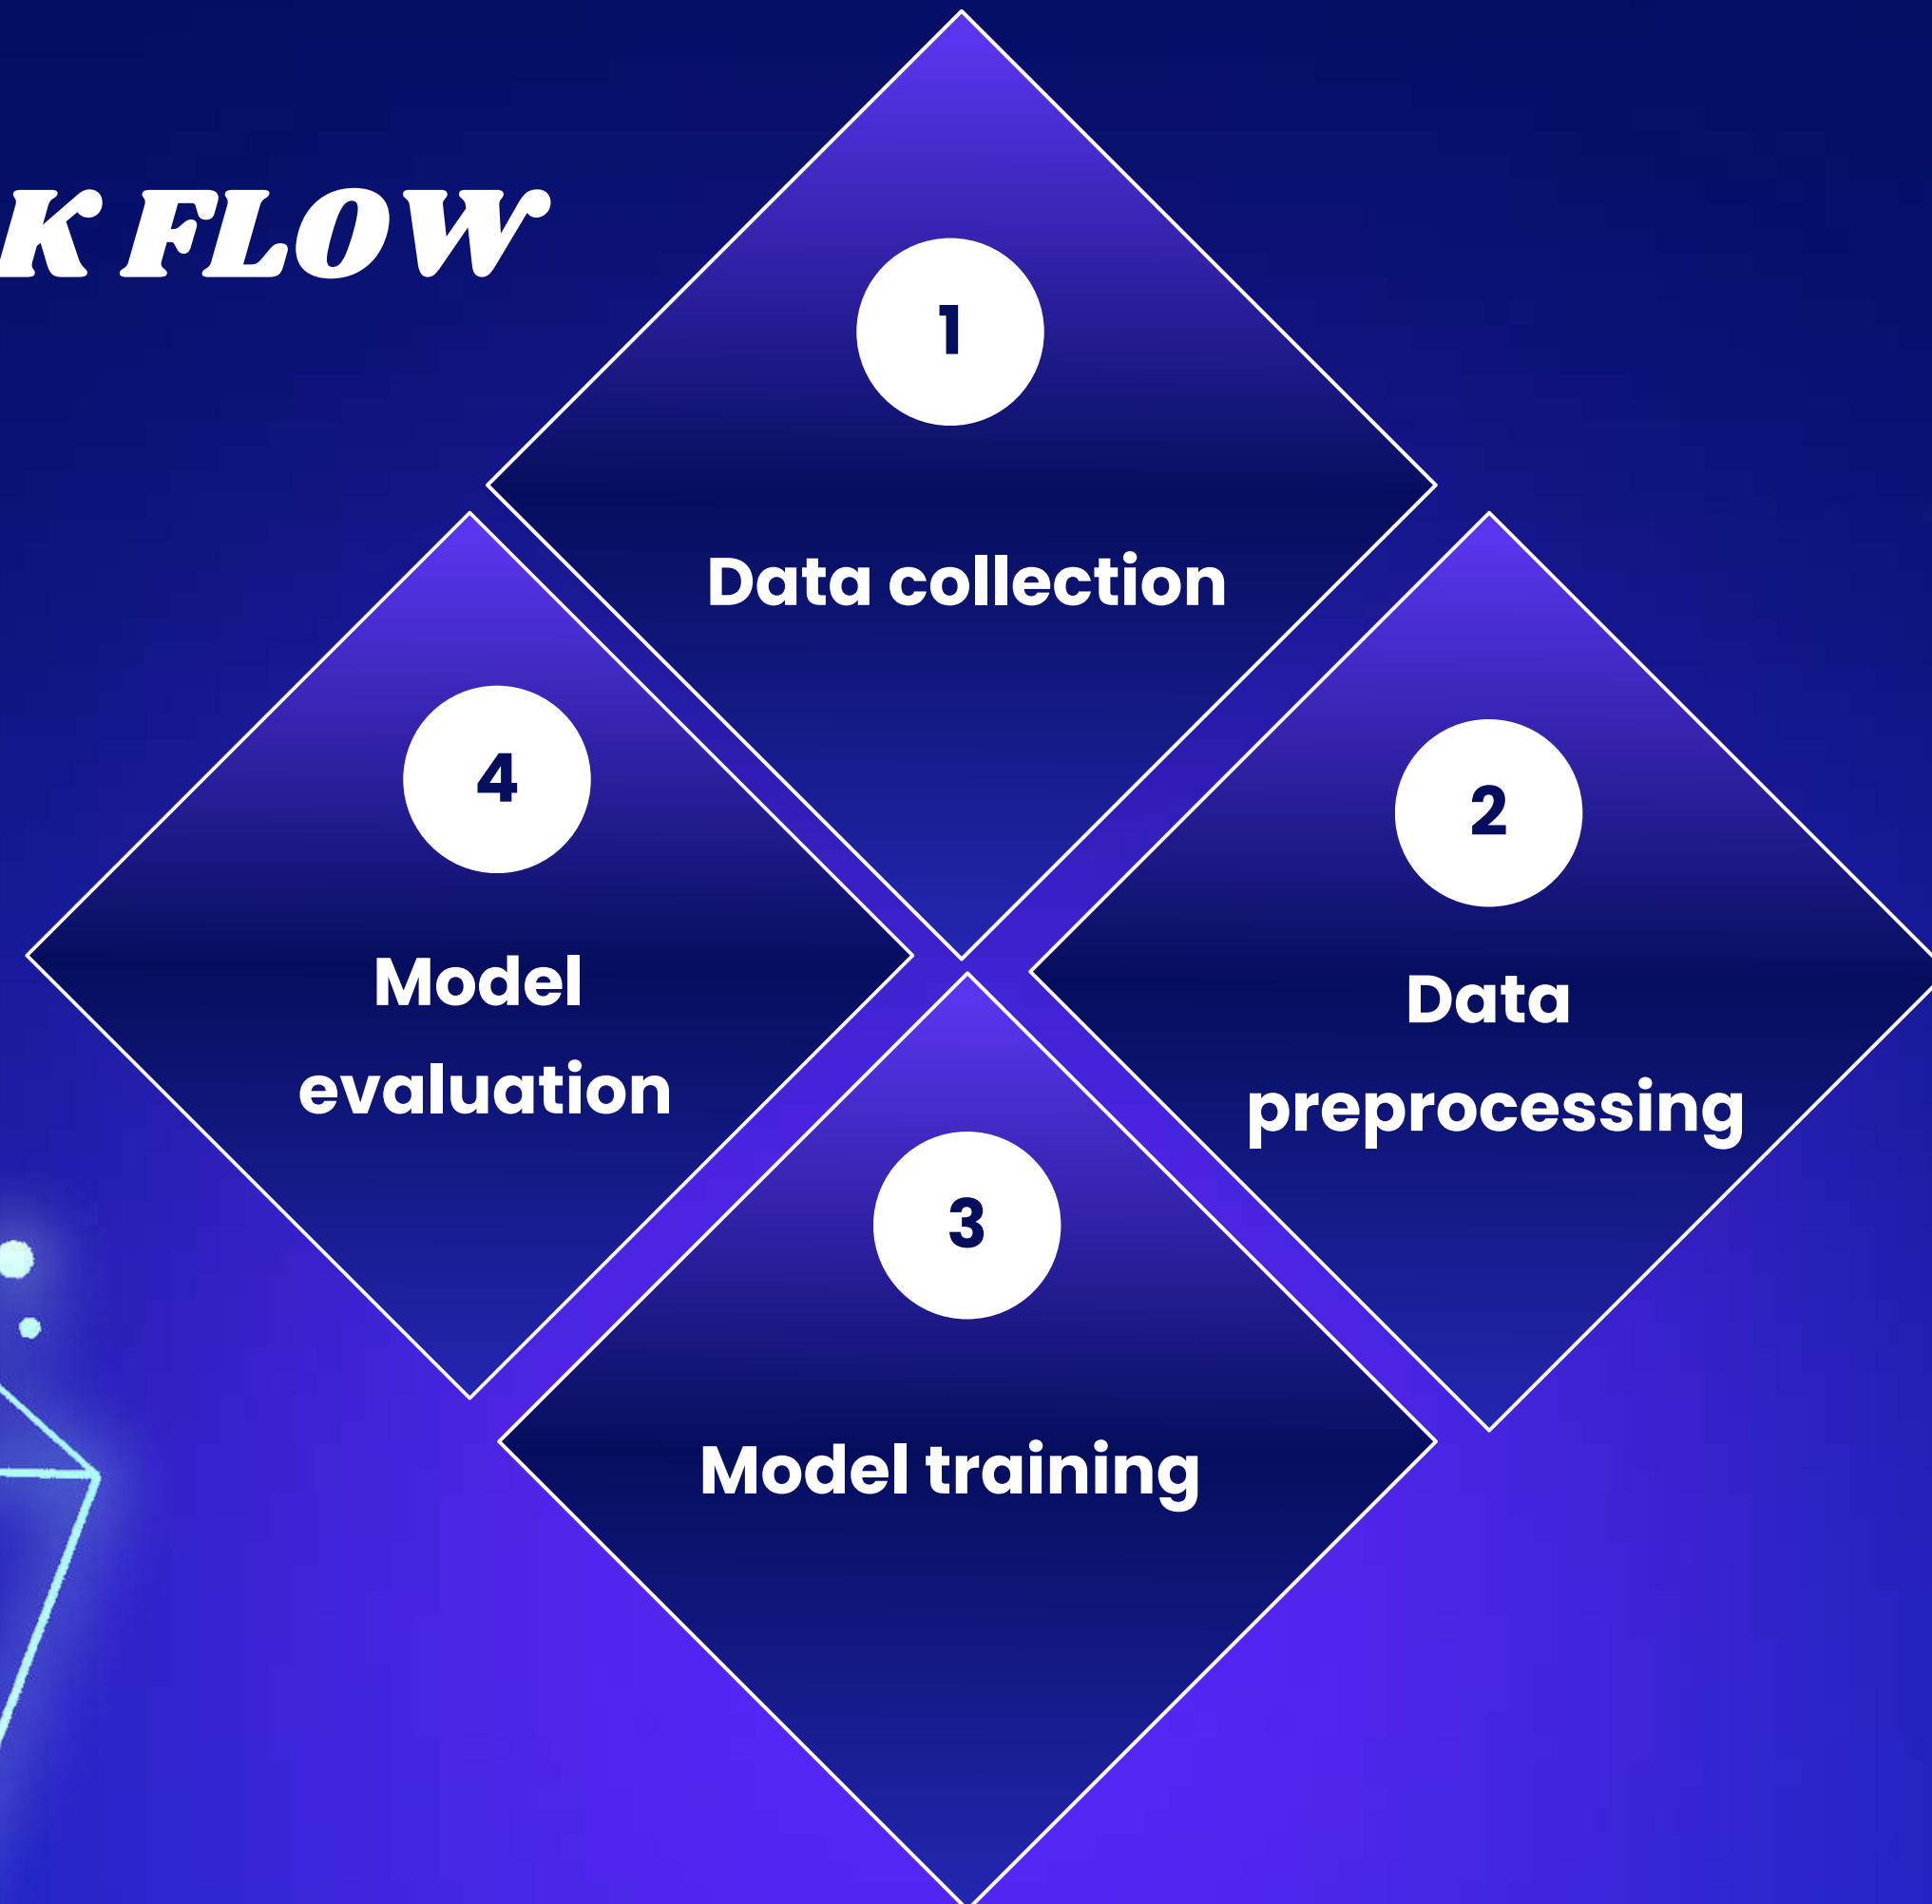 K FLOW
1
Data collection
2
Data
preprocessing
3
Model training
4
Model
evaluation